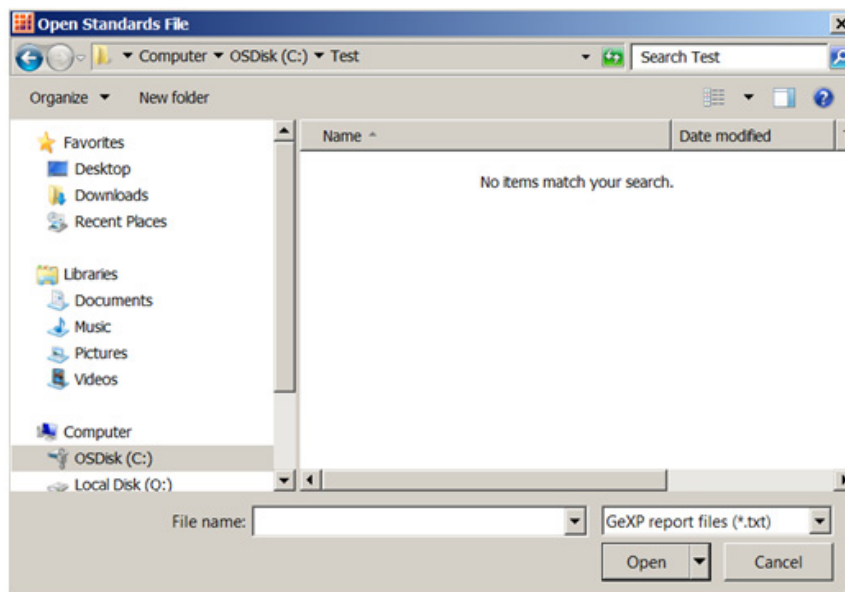 Open Standards File
Computer OSDisk (C:) Test Search Test
Organize New folder
Name Date modified
No items match your search.
Favorites
Desktop
Downloads
Recent Places
Libraries
Documents
Music
Pictures
Videos
Computer
OSDisk (C:)
Local Disk (Q:)
File name: GeXP report files (*.txt)
Open Cancel